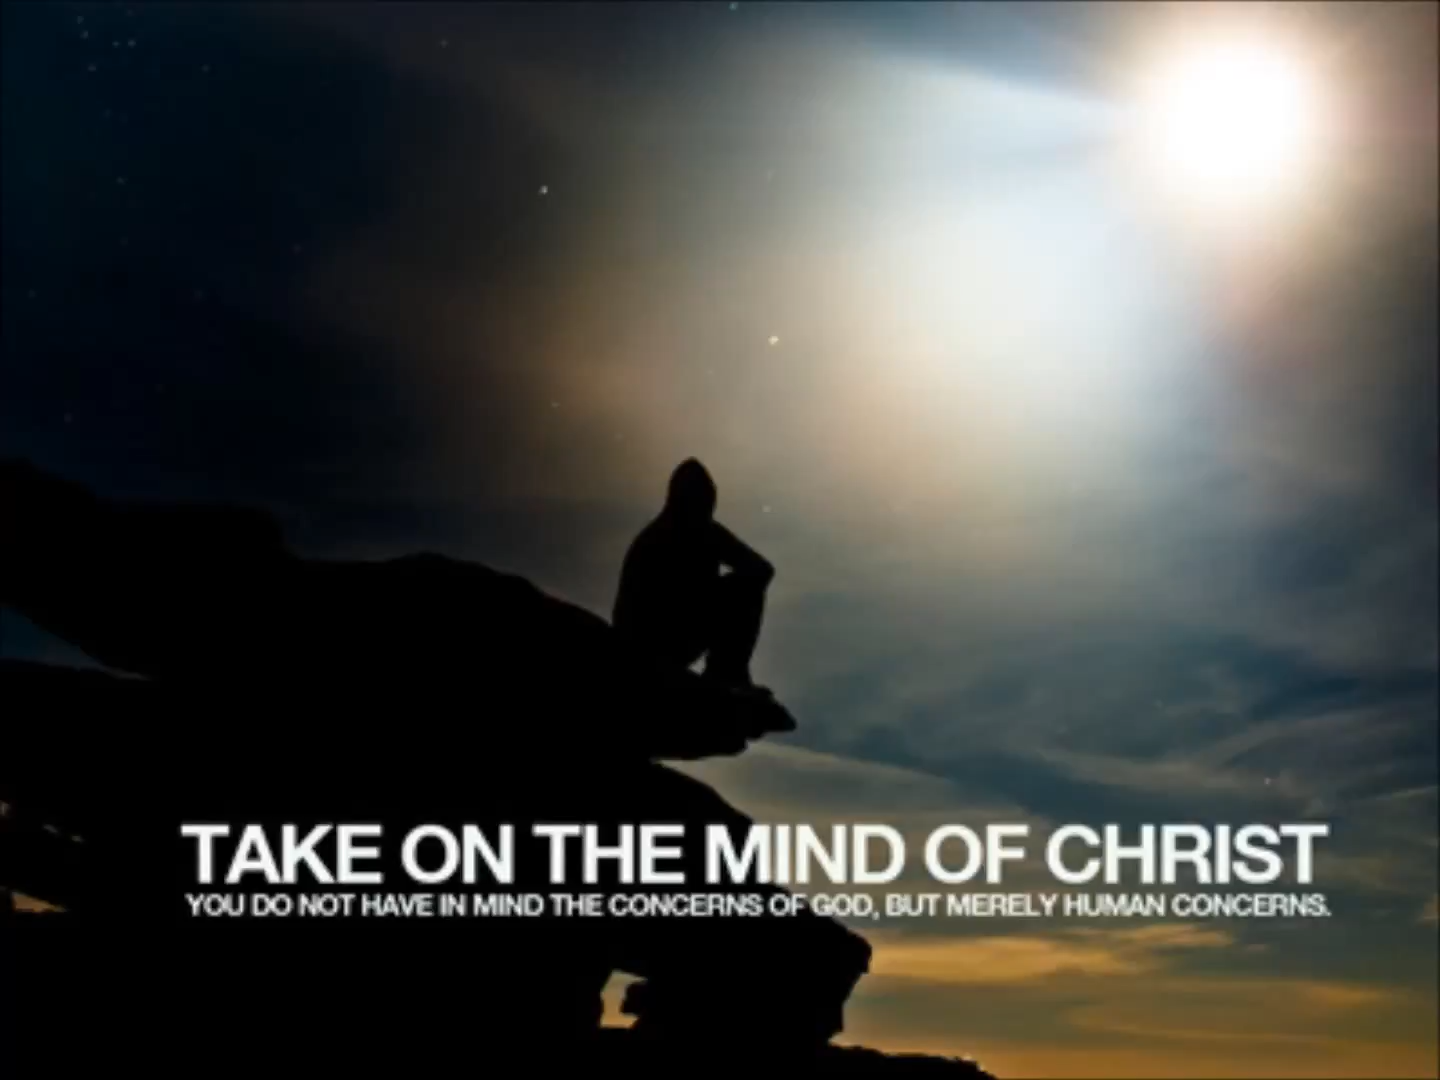 TAKE ON THE MIND OF CHRIST
YOU DO NOT HAVE IN MIND THE CONCERNS OF GOD, BUT MERELY HUMAN CONCERNS.